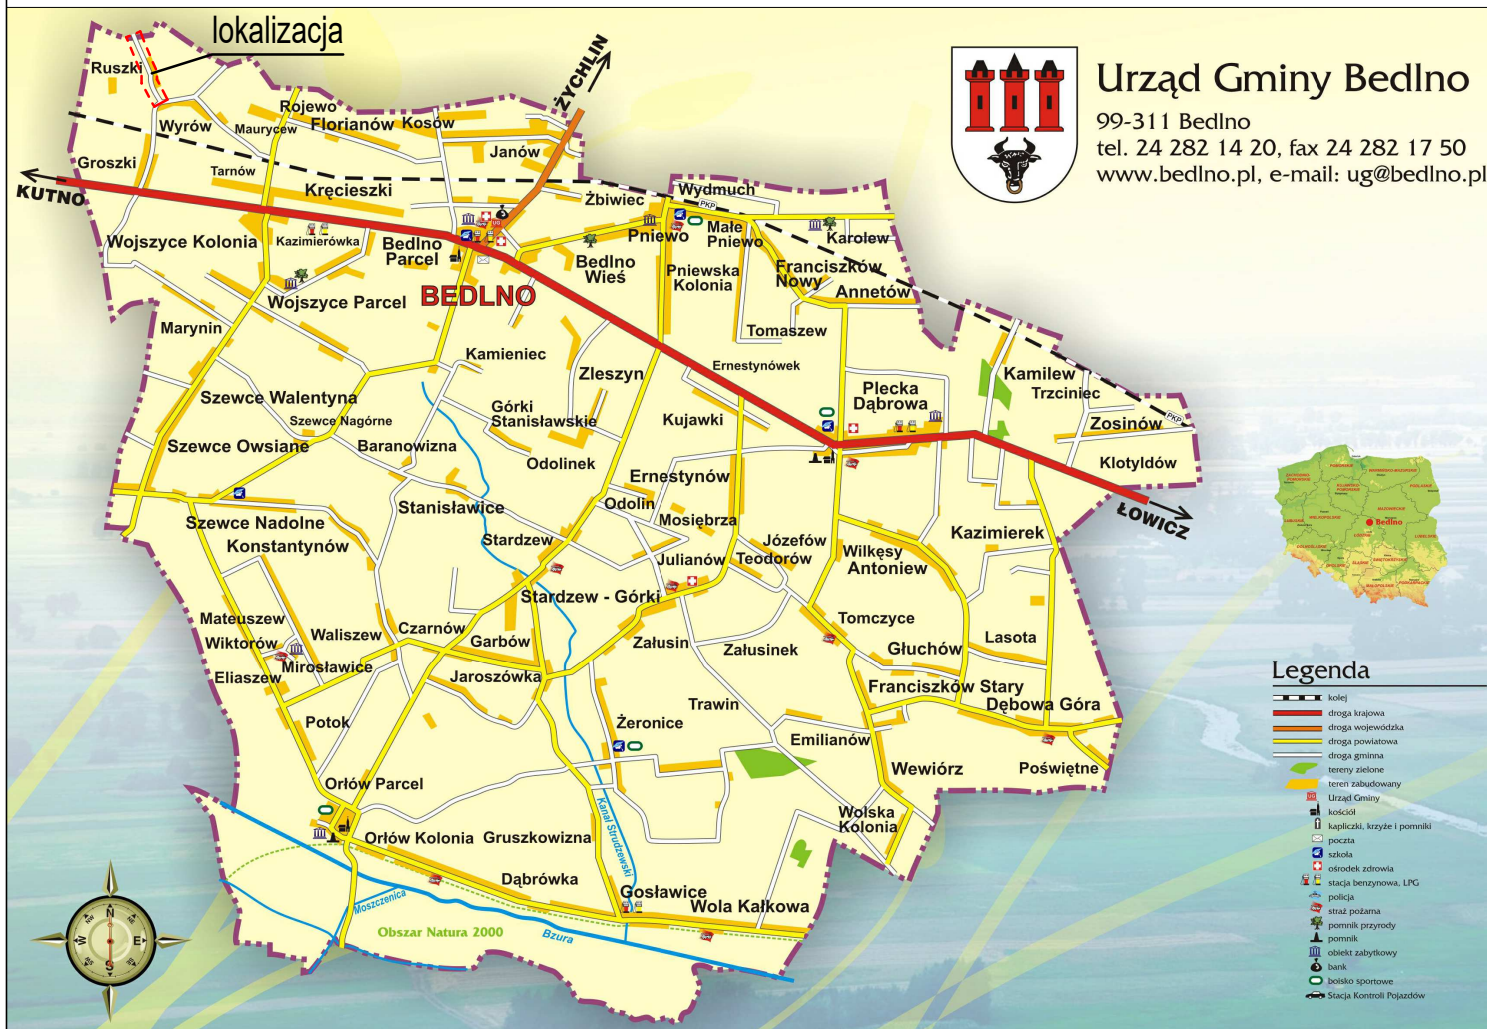 lokalizacja
Urząd Gminy Bedlno
99-311 Bedlno
tel. 24 282 14 20, fax 24 282 17 50
www.bedlno.pl, e-mail: ug@bedlno.pl
ŻYCHLIN
Ruszki
Rojewo
Wyrów
Maurycew
Florianów
Kosów
Janów
Groszki
Tarnów
KUTNO
Kręcieszki
Żbiwiec
Wydmuch
PKP
Wojszyce Kolonia
Kazimierówka
Bedlno
Parcel
Pniewo
Małe
Pniewo
Karolew
Bedlno
Wieś
Pniewska
Kolonia
Franciszków
Nowy
Annetów
BEDLNO
Wojszyce Parcel
Marynin
Tomaszew
Kamieniec
Zleszyn
Ernestynówek
Plecka
Dąbrowa
Kamilew
Trzciniec
PKP
Szewce Walentyna
Szewce Nagórne
Górki
Stanisławskie
Kujawki
Zosinów
Szewce Owsiane
Baranowizna
Odolinek
Klotyldów
Ernestynów
ŁOWICZ
Stanisławice
Odolin
Szewce Nadolne
Mosiębrza
Konstantynów
Stardzew
Józefów
Kazimierek
Julianów
Teodorów
Wilkęsy
Antoniew
Stardzew - Górki
Mateuszew
Wiktorów
Waliszew
Czarnów
Garbów
Załusin
Załusinek
Tomczyce
Głuchów
Lasota
Mirosławice
Eliaszew
Jaroszówka
Franciszków Stary
Dębowa Góra
Potok
Żeronice
Trawin
Emilianów
Wewiórz
Poświętne
Orłów Parcel
Kanał Strudzewski
Wolska
Kolonia
Orłów Kolonia
Gruszkowizna
Dąbrówka
Gosławice
Wola Kałkowa
Moszczenica
Obszar Natura 2000
Bzura
N
NE
E
S
W
NW
Bedlno
Legenda
kolej
droga krajowa
droga wojewódzka
droga powiatowa
droga gminna
tereny zielone
teren zabudowany
Urząd Gminy
kościół
kapliczki, krzyże i pomniki
poczta
szkoła
ośrodek zdrowia
stacja benzynowa, LPG
policja
straż pożarna
pomnik przyrody
pomnik
obiekt zabytkowy
bank
boisko sportowe
Stacja Kontroli Pojazdów